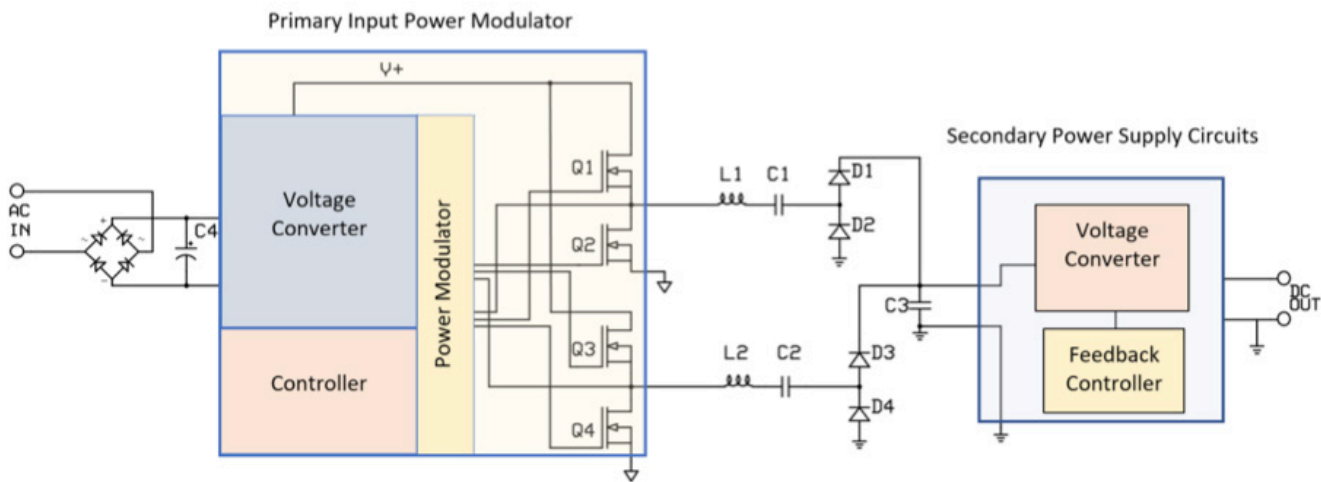 Primary Input Power Modulator
V+
Secondary Power Supply Circuits
Q1
L1
C1
D1
AC
IN
+
~
~
-
C4
+
Voltage
Converter
Power Modulator
Q2
D2
Voltage
Converter
C3
DC
OUT
Controller
Q3
L2
C2
D3
Feedback
Controller
Q4
D4